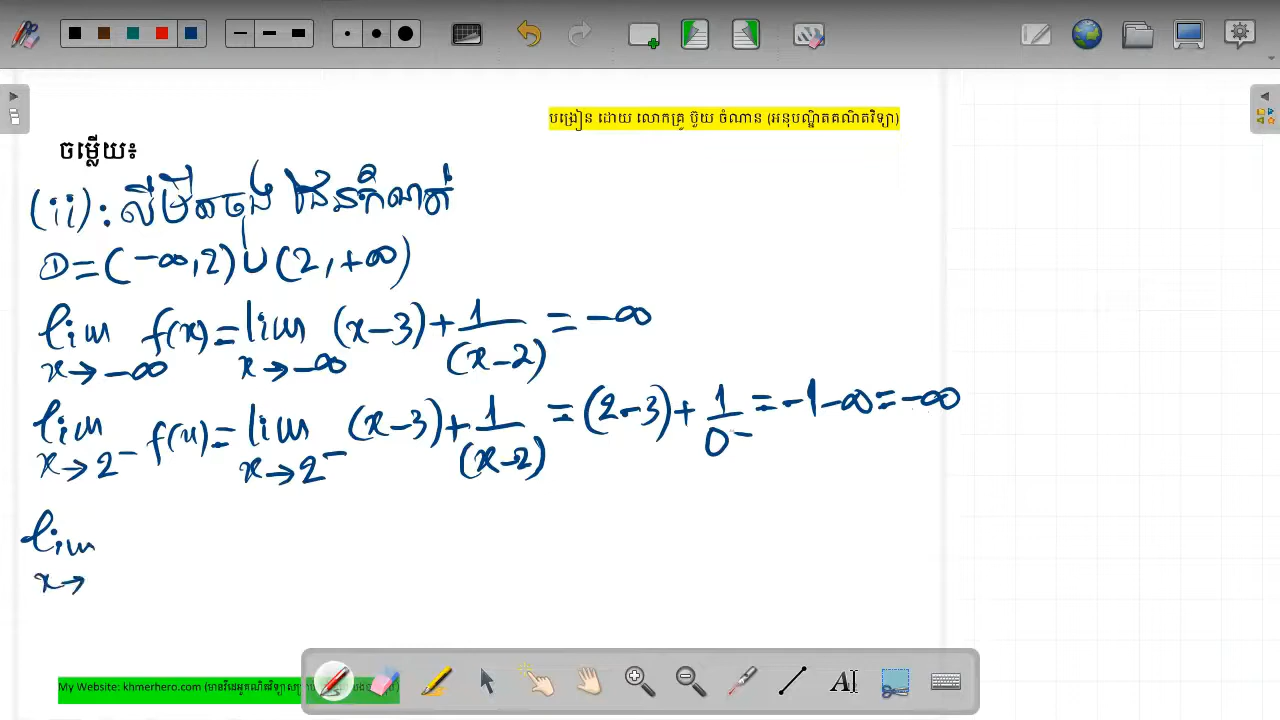 បង្រៀន ដោយ លោកគ្រូ ប៊ួយ ចំណាន (អនុបណ្ឌិតគណិតវិទ្យា)
ចម្លើយ៖
(ii): លីមីតចុង ដែនកំណត់
D = (-∞, 2) ∪ (2, +∞)
lim x→-∞ f(x) = lim x→-∞ (x-3) + 1/(x-2) = -∞
lim x→2⁻ f(x) = lim x→2⁻ (x-3) + 1/(x-2) = (2-3) + 1/0⁻ = -1-∞ = -∞
lim x→
My Website: khmerhero.com
AI